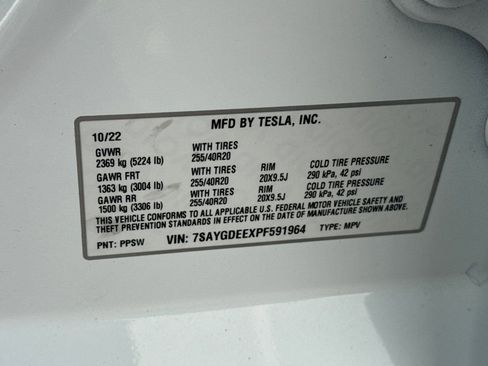 MFD BY TESLA, INC.
10/22
GVWR WITH TIRES
2369 kg (5224 lb) 255/40R20
GAWR FRT WITH TIRES RIM COLD TIRE PRESSURE
1363 kg (3004 lb) 255/40R20 20X9.5J 290 kPa, 42 psi
GAWR RR WITH TIRES RIM COLD TIRE PRESSURE
1500 kg (3306 lb) 255/40R20 20X9.5J 290 kPa, 42 psi
THIS VEHICLE CONFORMS TO ALL APPLICABLE U.S. FEDERAL MOTOR VEHICLE SAFETY AND
THEFT PREVENTION STANDARDS IN EFFECT ON THE DATE OF MANUFACTURE SHOWN ABOVE.
PNT: PPSW VIN: 7SAYGDEEXPF591964 TYPE: MPV